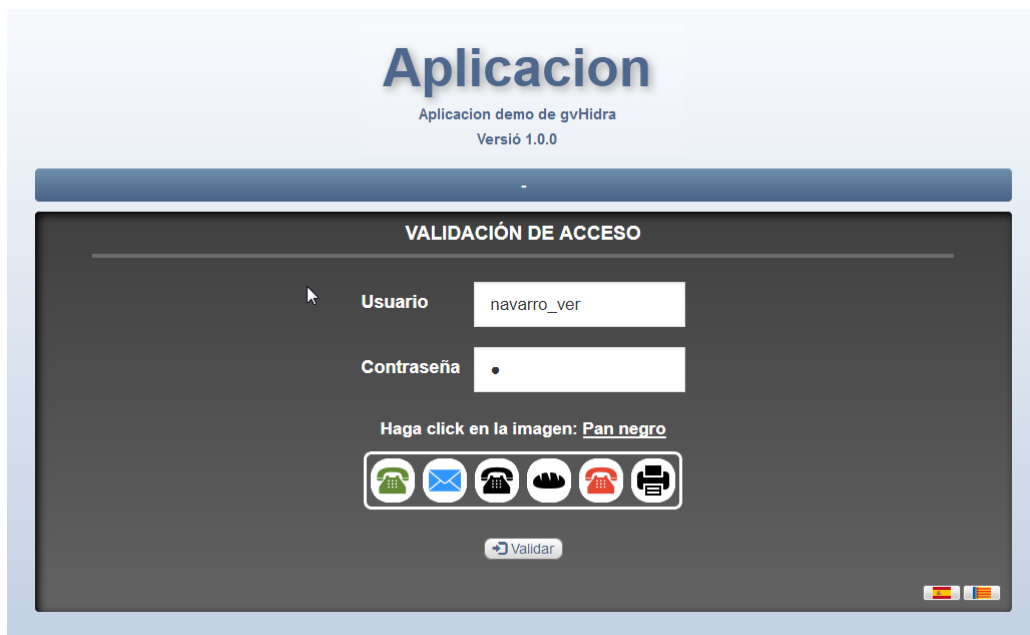 Aplicacion
Aplicacion demo de gvHidra
Versió 1.0.0
-
VALIDACIÓN DE ACCESO
Usuario navarro_ver
Contraseña •
Haga click en la imagen: Pan negro
Validar